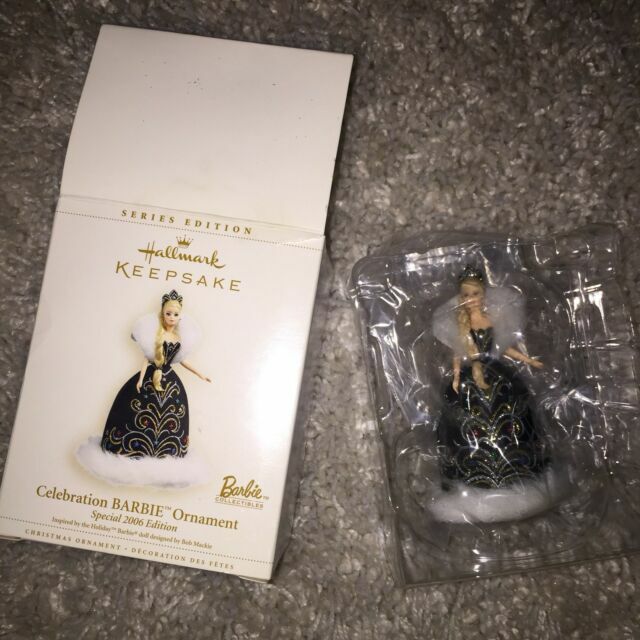 SERIES EDITION
Hallmark
KEEPSAKE
Barbie™
COLLECTIBLES
Celebration BARBIE™ Ornament
Special 2006 Edition
Inspired by the Holiday™ Barbie® doll designed by Bob Mackie
CHRISTMAS ORNAMENT - DÉCORATION DES FÊTES